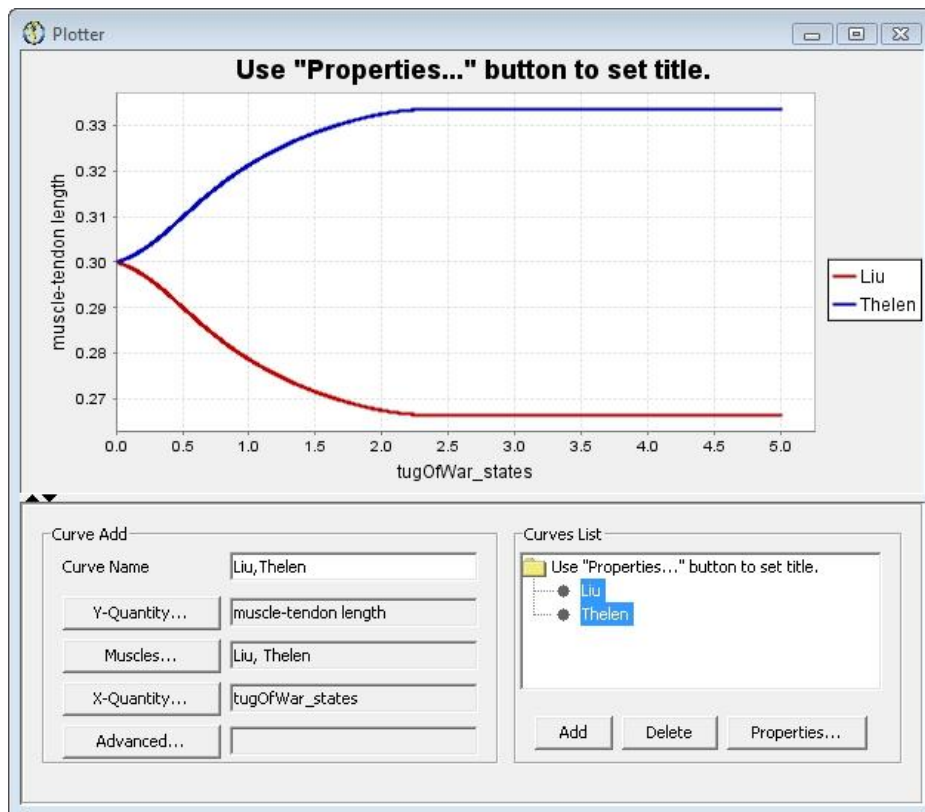 Plotter
Use "Properties..." button to set title.
muscle-tendon length
0.33
0.32
0.31
0.30
0.29
0.28
0.27
0.0 0.5 1.0 1.5 2.0 2.5 3.0 3.5 4.0 4.5 5.0
tugOfWar_states
Liu
Thelen
Curve Add
Curve Name Liu,Thelen
Y-Quantity... muscle-tendon length
Muscles... Liu, Thelen
X-Quantity... tugOfWar_states
Advanced...
Curves List
Use "Properties..." button to set title.
Liu
Thelen
Add Delete Properties...